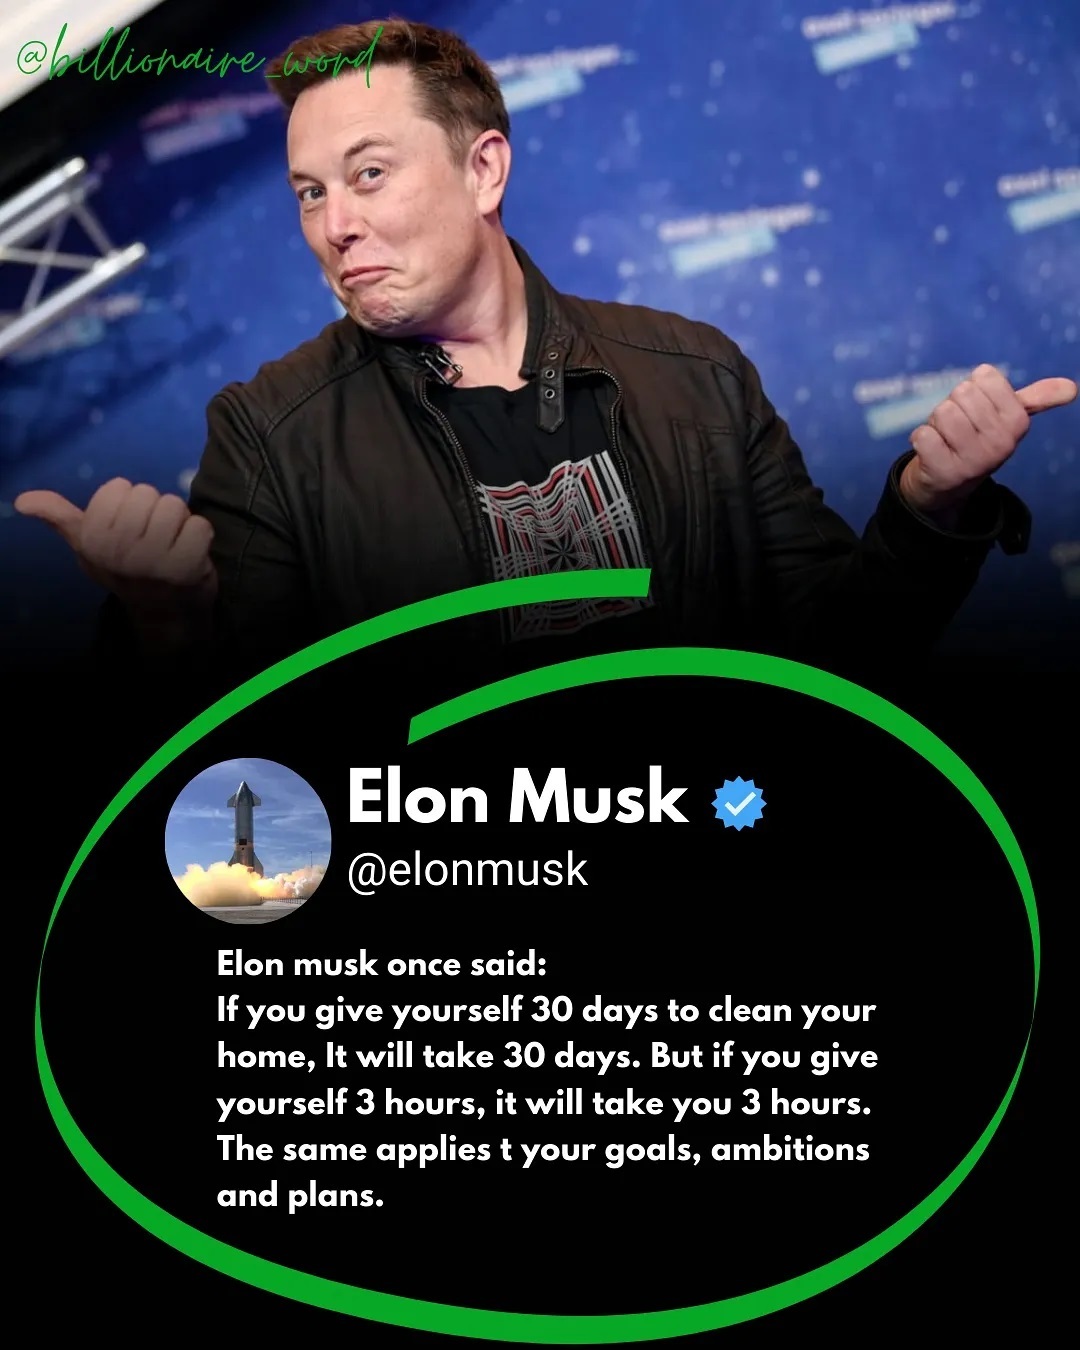 @billionaire_word
Elon Musk
@elonmusk
Elon musk once said:
If you give yourself 30 days to clean your
home, It will take 30 days. But if you give
yourself 3 hours, it will take you 3 hours.
The same applies t your goals, ambitions
and plans.